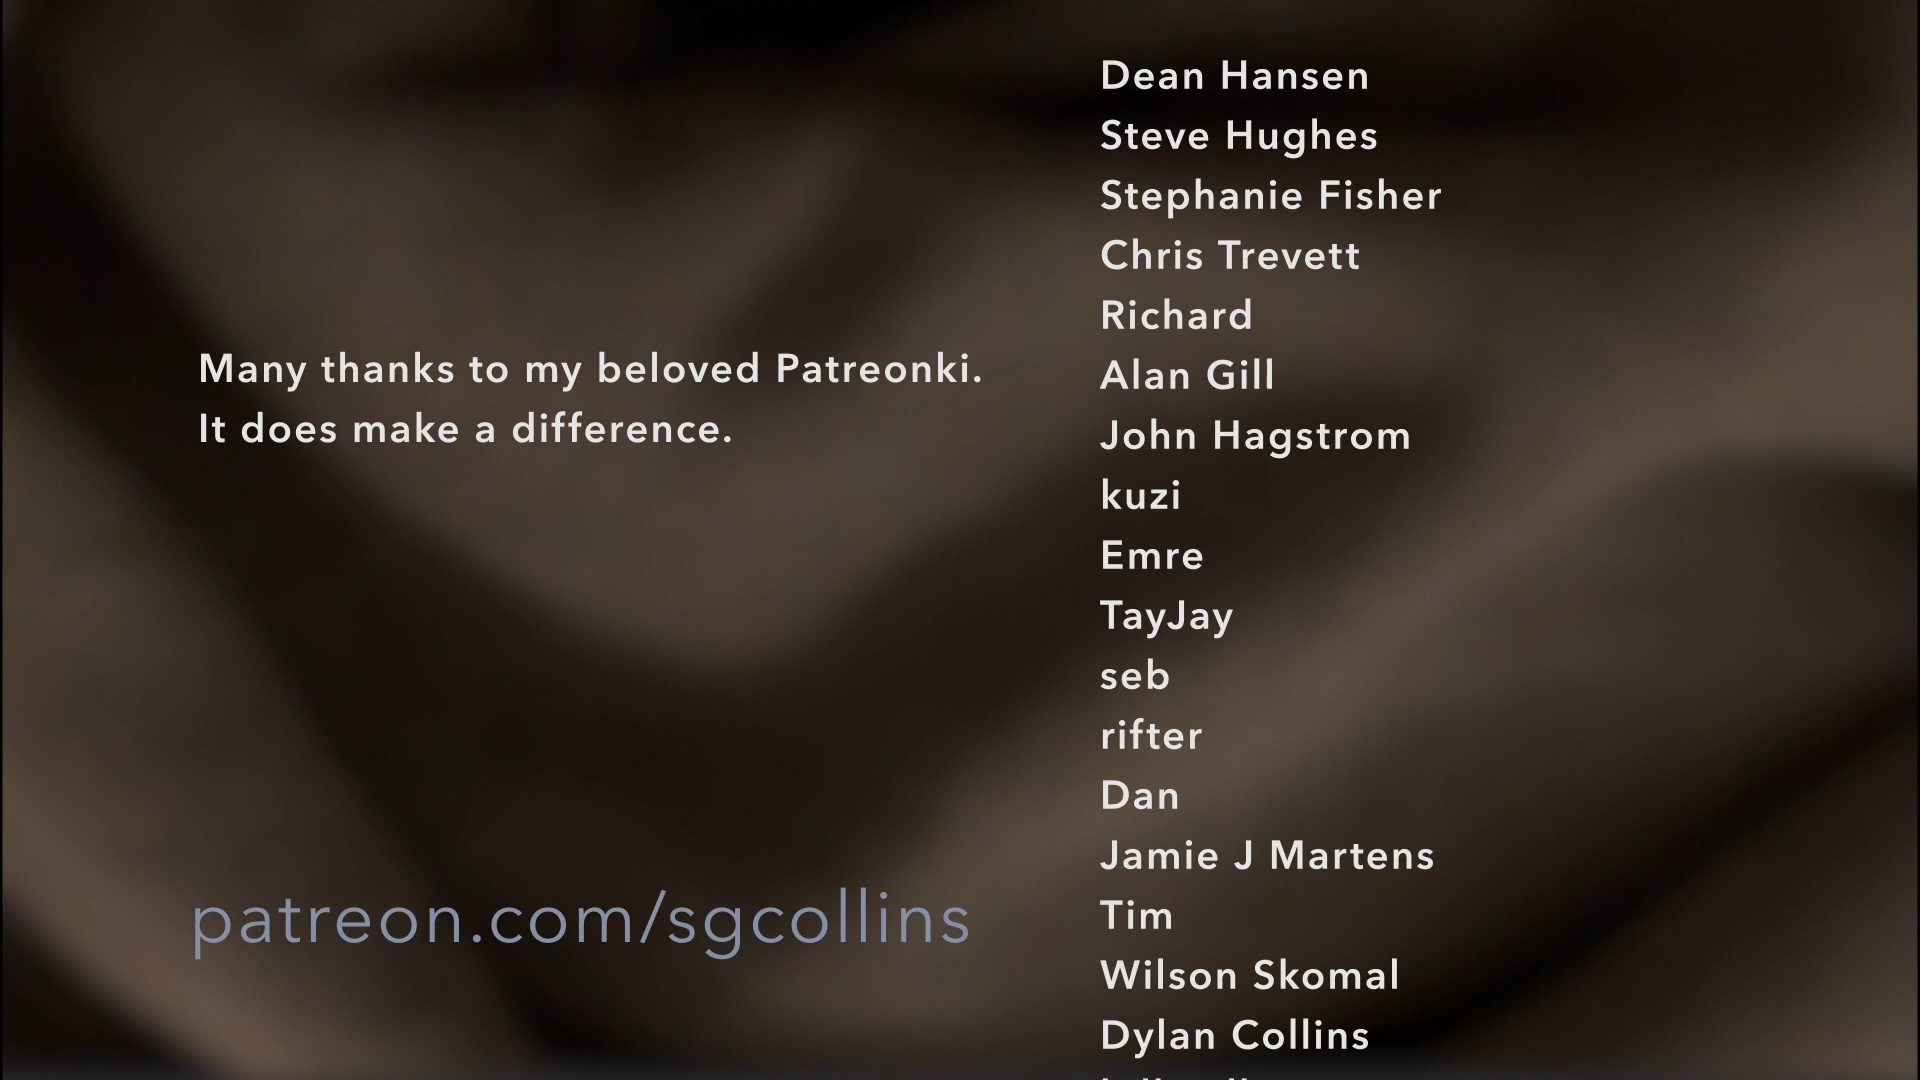 Many thanks to my beloved Patreonki.
It does make a difference.
patreon.com/sgcollins
Dean Hansen
Steve Hughes
Stephanie Fisher
Chris Trevett
Richard
Alan Gill
John Hagstrom
kuzi
Emre
TayJay
seb
rifter
Dan
Jamie J Martens
Tim
Wilson Skomal
Dylan Collins